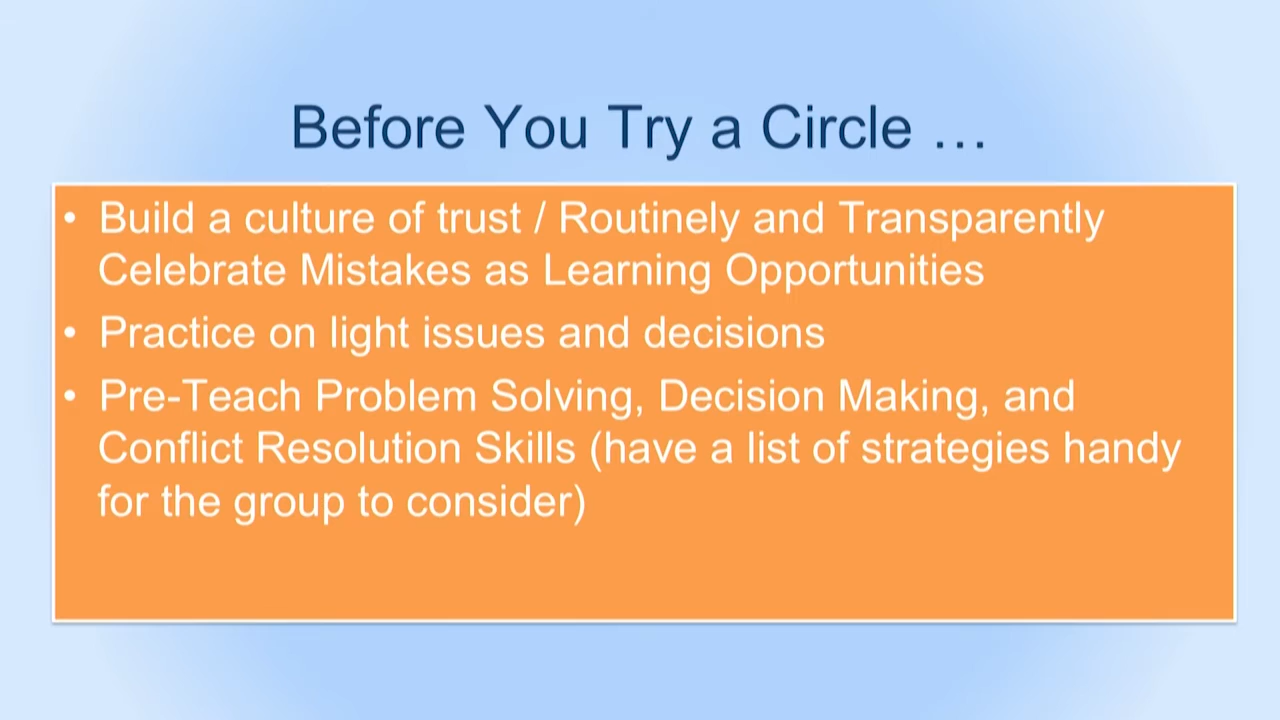 Before You Try a Circle …
• Build a culture of trust / Routinely and Transparently
Celebrate Mistakes as Learning Opportunities
• Practice on light issues and decisions
• Pre-Teach Problem Solving, Decision Making, and
Conflict Resolution Skills (have a list of strategies handy
for the group to consider)